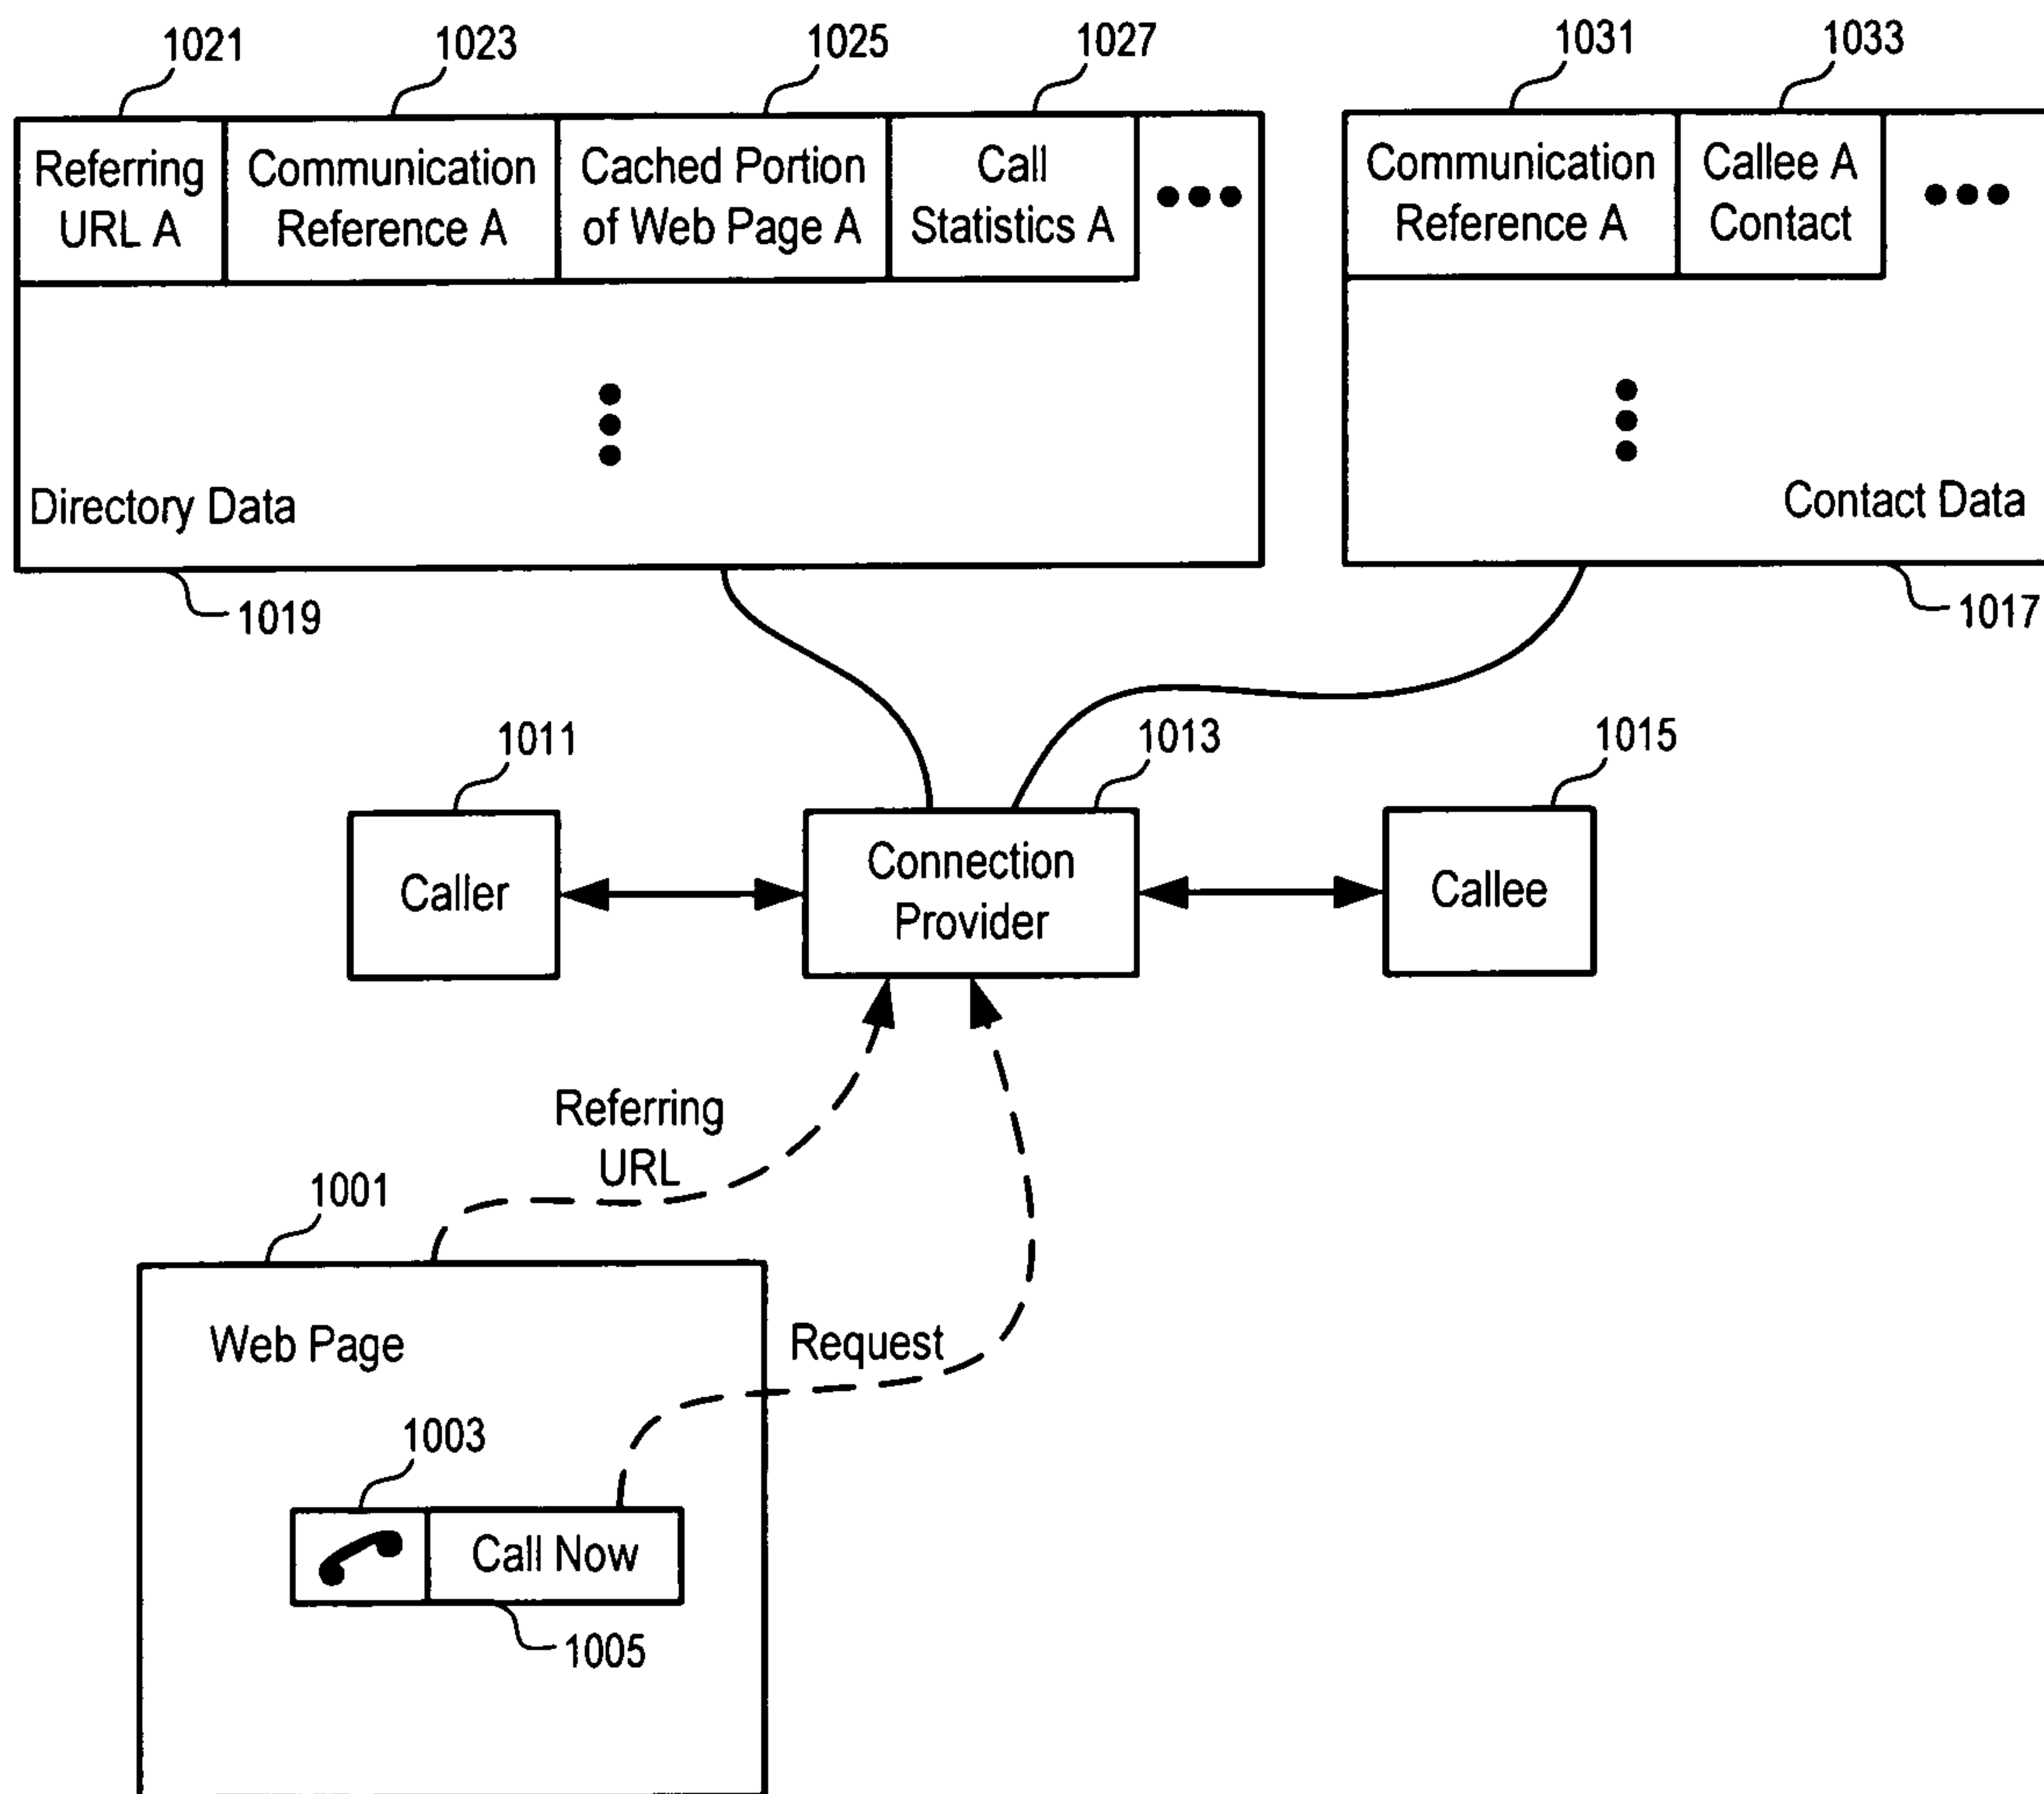 1021
1023
1025
1027
1031
1033
Referring
URL A
Communication
Reference A
Cached Portion
of Web Page A
Call
Statistics A
Communication
Reference A
Callee A
Contact
Directory Data
Contact Data
1019
1017
1011
1013
1015
Caller
Connection
Provider
Callee
Referring
URL
1001
Web Page
Request
1003
Call Now
1005